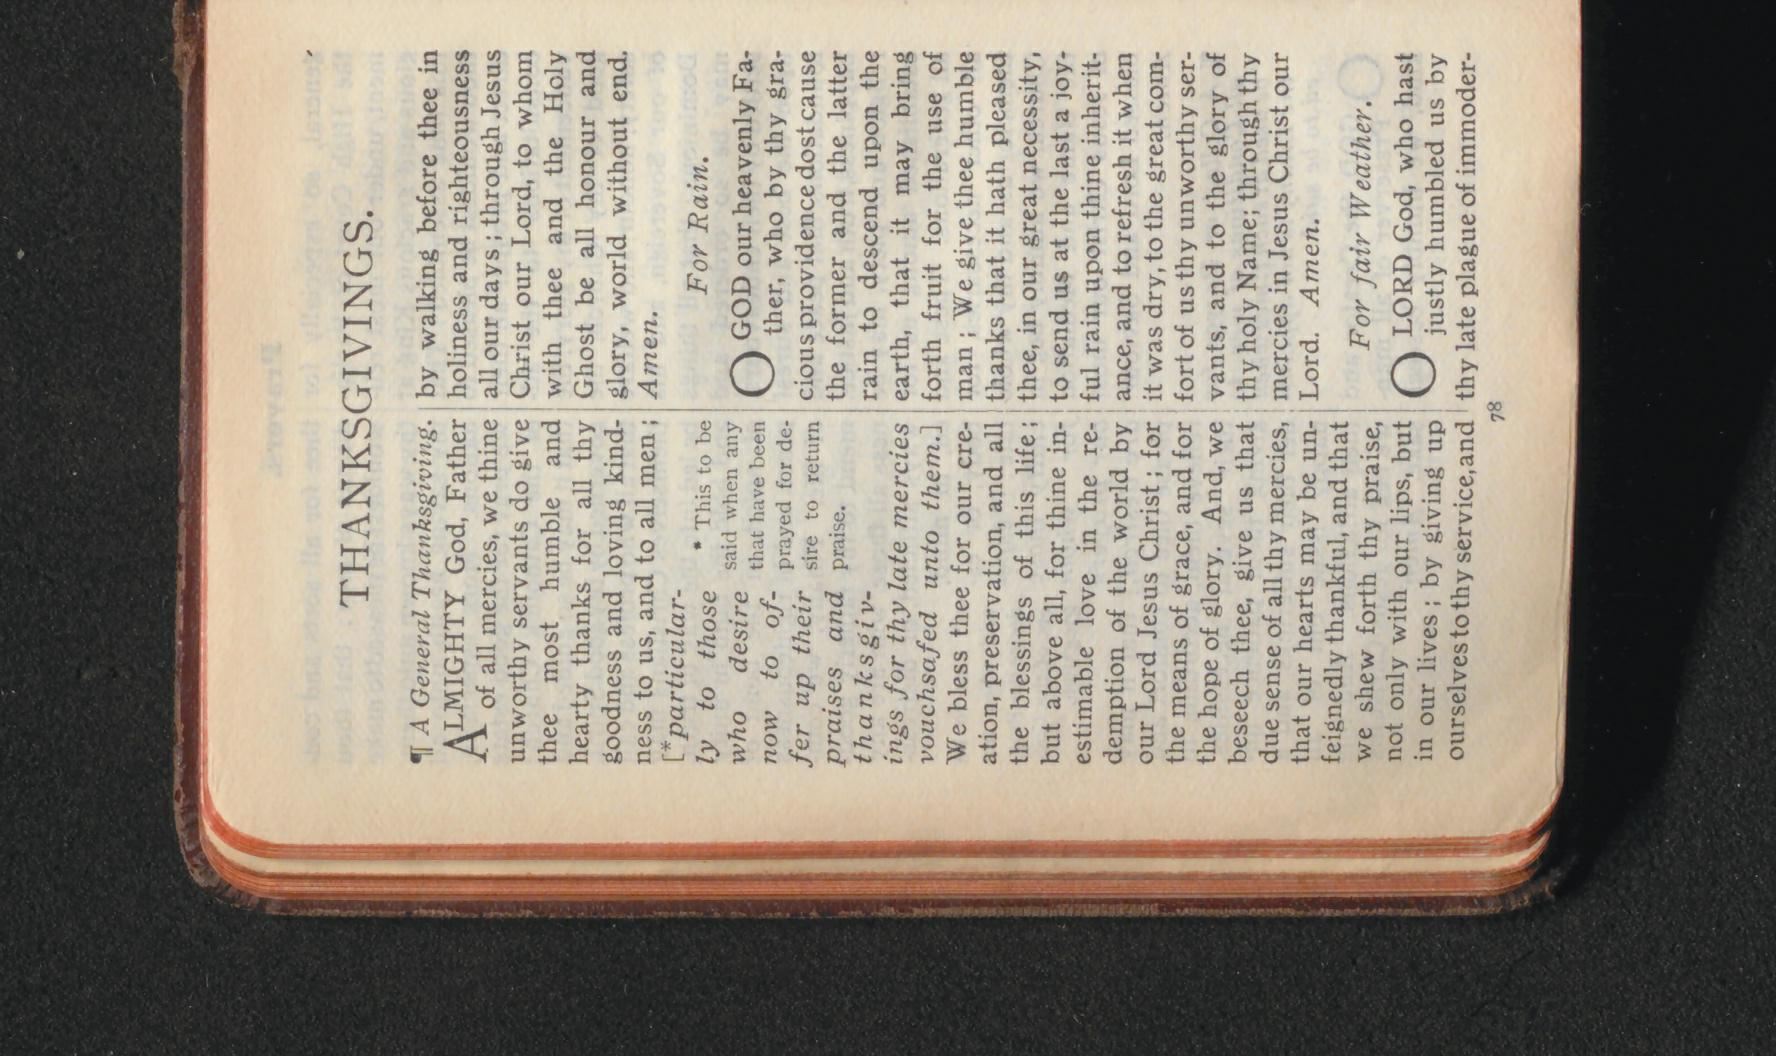 THANKSGIVINGS.
¶ A General Thanksgiving.
ALMIGHTY God, Father
of all mercies, we thine
unworthy servants do give
thee most humble and
hearty thanks for all thy
goodness and loving kind-
ness to us, and to all men;
[*particular-
ly to those
who desire
now to of-
fer up their
praises and
thanksgiv-
* This to be
said when any
that have been
prayed for de-
sire to return
praise.
ings for thy late mercies
vouchsafed unto them.]
We bless thee for our cre-
ation, preservation, and all
the blessings of this life;
but above all, for thine in-
estimable love in the re-
demption of the world by
our Lord Jesus Christ; for
the means of grace, and for
the hope of glory. And, we
beseech thee, give us that
due sense of all thy mercies,
that our hearts may be un-
feignedly thankful, and that
we shew forth thy praise,
not only with our lips, but
in our lives; by giving up
ourselves to thy service, and
by walking before thee in
holiness and righteousness
all our days; through Jesus
Christ our Lord, to whom
with thee and the Holy
Ghost be all honour and
glory, world without end.
Amen.
For Rain.
O GOD our heavenly Fa-
ther, who by thy gra-
cious providence dost cause
the former and the latter
rain to descend upon the
earth, that it may bring
forth fruit for the use of
man; We give thee humble
thanks that it hath pleased
thee, in our great necessity,
to send us at the last a joy-
ful rain upon thine inherit-
ance, and to refresh it when
it was dry, to the great com-
fort of us thy unworthy ser-
vants, and to the glory of
thy holy Name; through thy
mercies in Jesus Christ our
Lord. Amen.
For fair Weather.
O LORD God, who hast
justly humbled us by
thy late plague of immoder-
78